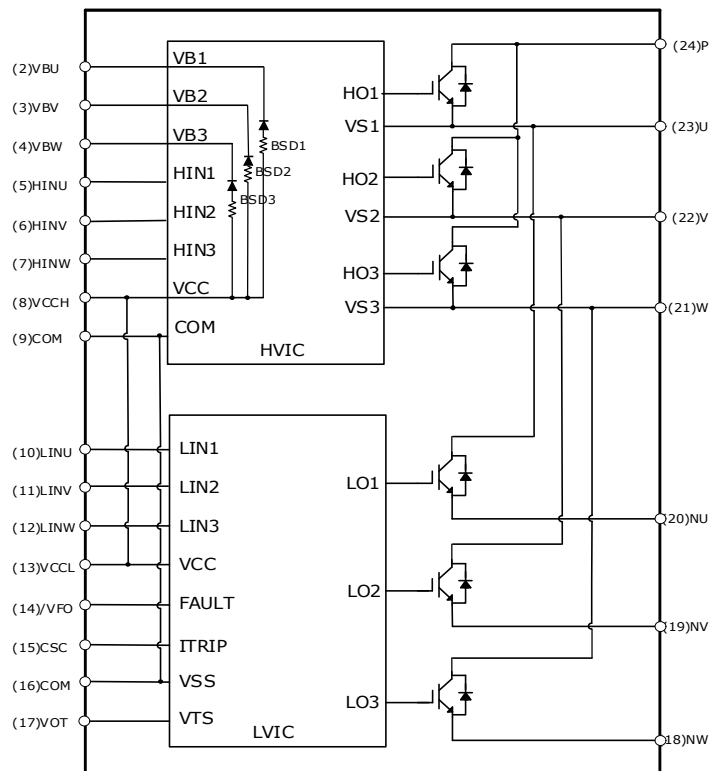 (2)VBU
(3)VBV
(4)VBW
(5)HINU
(6)HINV
(7)HINW
(8)VCCH
(9)COM
VB1
VB2
VB3
HIN1
HIN2
HIN3
VCC
COM
BSD1
BSD2
BSD3
HO1
VS1
HO2
VS2
HO3
VS3
HVIC
(24)P
(23)U
(22)V
(21)W
(10)LINU
(11)LINV
(12)LINW
(13)VCCL
(14)/VFO
(15)CSC
(16)COM
(17)VOT
LIN1
LIN2
LIN3
VCC
FAULT
ITRIP
VSS
VTS
LO1
LO2
LO3
LVIC
(20)NU
(19)NV
(18)NW